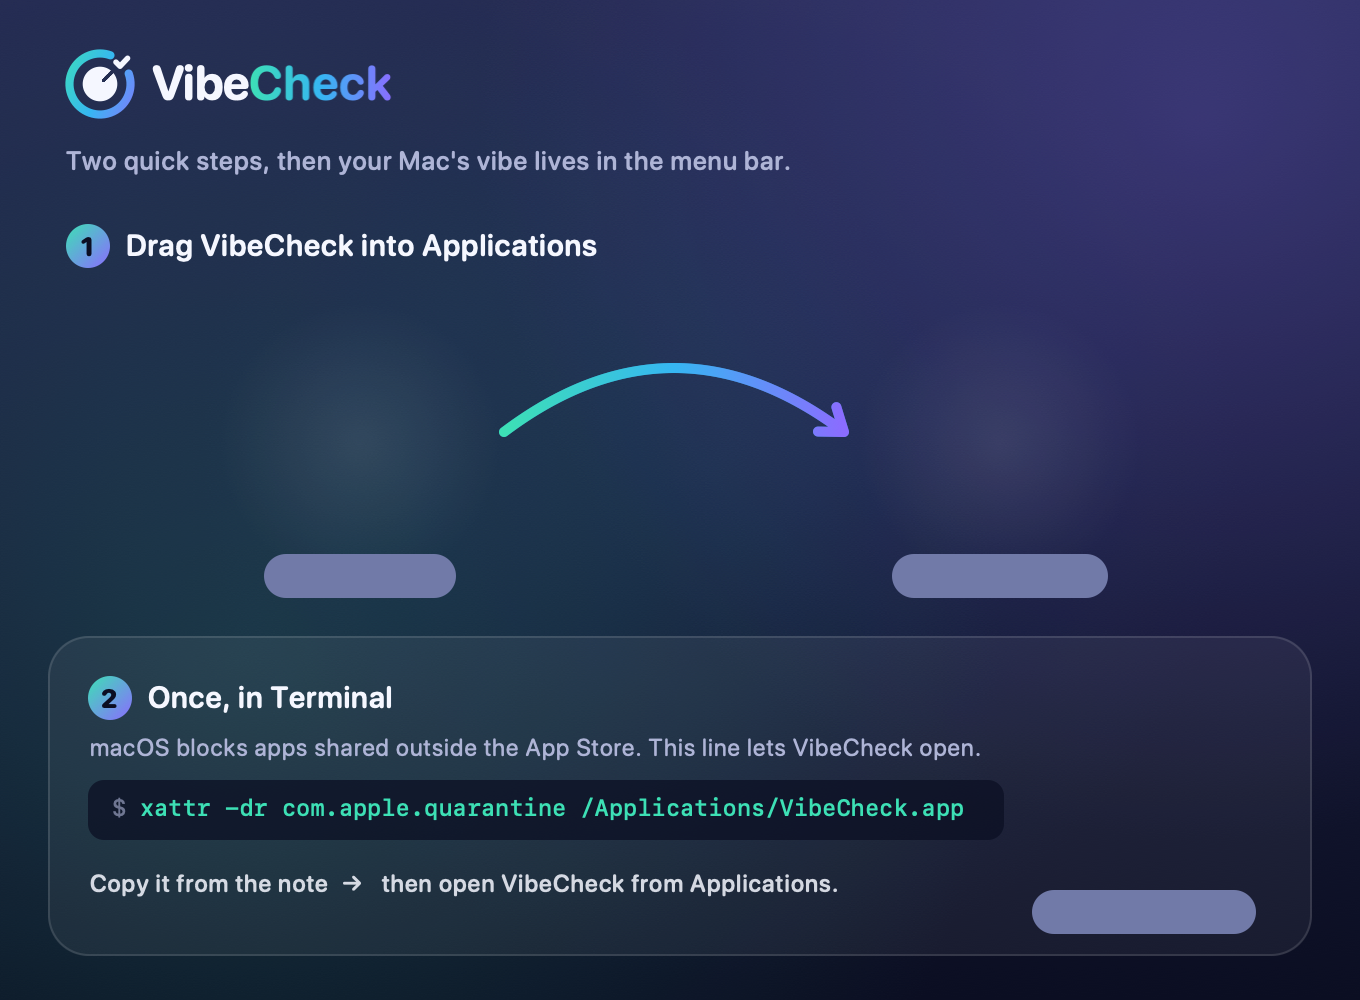 VibeCheck
Two quick steps, then your Mac's vibe lives in the menu bar.
1 Drag VibeCheck into Applications
2 Once, in Terminal
macOS blocks apps shared outside the App Store. This line lets VibeCheck open.
$ xattr -dr com.apple.quarantine /Applications/VibeCheck.app
Copy it from the note → then open VibeCheck from Applications.